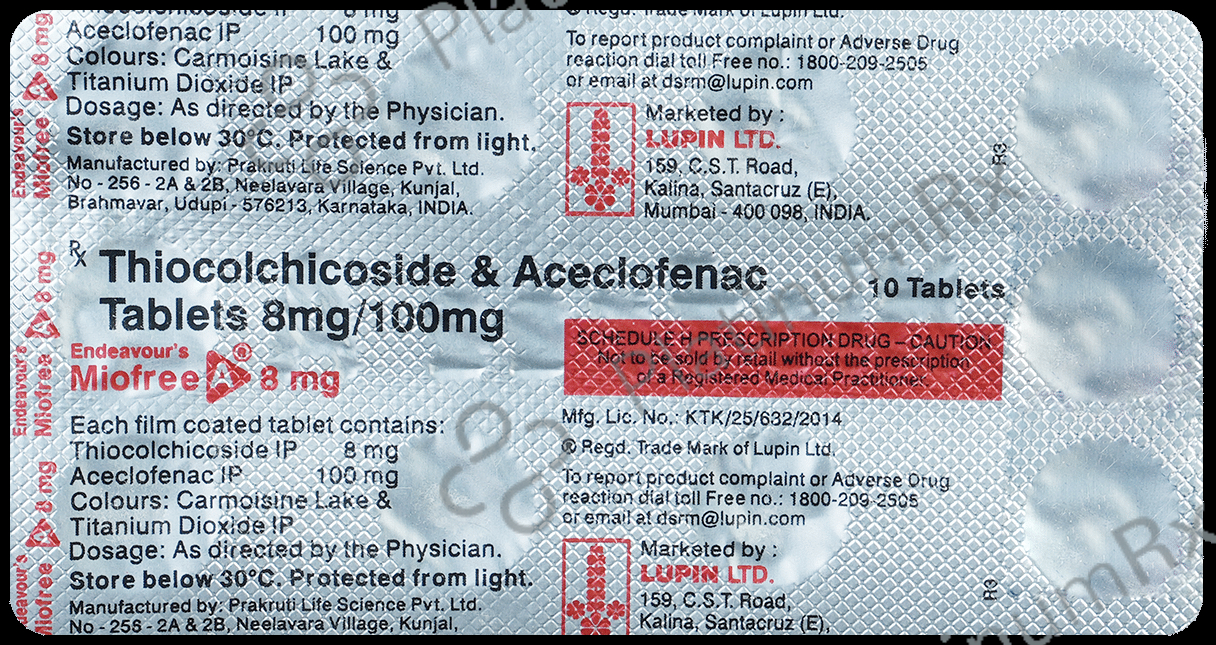 Aceclofenac IP 100 mg
Colours: Carmoisine Lake &
Titanium Dioxide IP
Dosage: As directed by the Physician.
Store below 30°C. Protected from light.
Manufactured by: Prakruti Life Science Pvt. Ltd.
No - 256 - 2A & 2B, Neelavara Village, Kunjal,
Brahmavar, Udupi - 576213, Karnataka, INDIA.
® Regd. Trade Mark of Lupin Ltd.
To report product complaint or Adverse Drug
reaction dial toll Free no.: 1800-209-2505
or email at dsrm@lupin.com
Marketed by :
LUPIN LTD.
159, C.S.T. Road,
Kalina, Santacruz (E),
Mumbai - 400 098, INDIA.
R3
Rx Thiocolchicoside & Aceclofenac
Tablets 8mg/100mg
10 Tablets
Endeavour's
Miofree A® 8 mg
SCHEDULE H PRESCRIPTION DRUG – CAUTION
Not to be sold by retail without the prescription
of a Registered Medical Practitioner.
Each film coated tablet contains:
Thiocolchicoside IP 8 mg
Aceclofenac IP 100 mg
Colours: Carmoisine Lake &
Titanium Dioxide IP
Dosage: As directed by the Physician.
Store below 30°C. Protected from light.
Manufactured by: Prakruti Life Science Pvt. Ltd.
No - 256 - 2A & 2B, Neelavara Village, Kunjal,
Mfg. Lic. No.: KTK/25/632/2014
® Regd. Trade Mark of Lupin Ltd.
To report product complaint or Adverse Drug
reaction dial toll Free no.: 1800-209-2505
or email at dsrm@lupin.com
Marketed by :
LUPIN LTD.
159, C.S.T. Road,
Kalina, Santacruz (E),
R3
Endeavour's
Miofree A 8 mg
Endeavour's
Miofree A 8 mg
Miofree A 8 mg
PlatinumRx